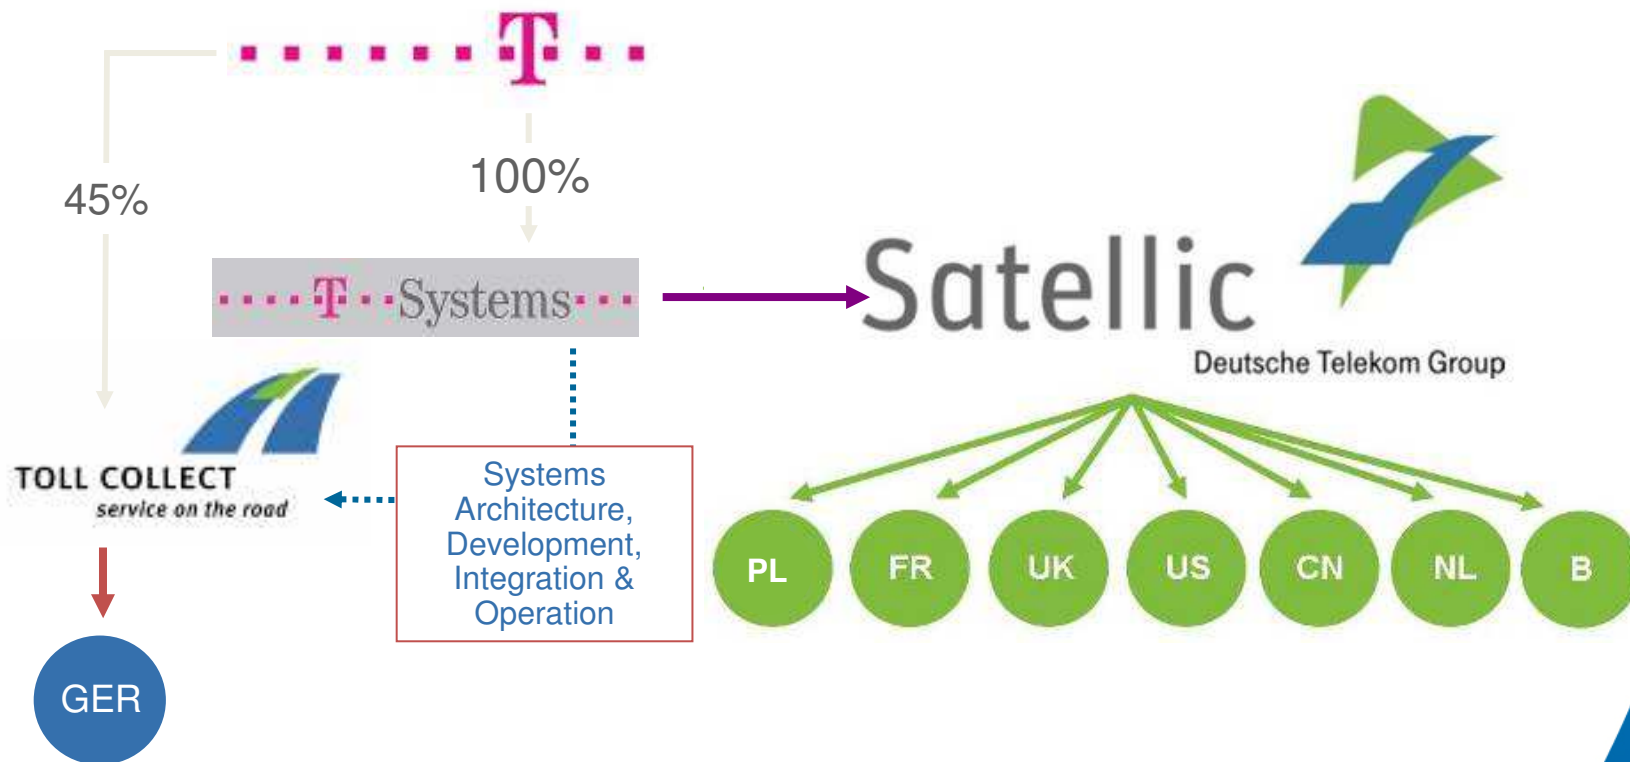 T
100%
45%
T Systems
Satellic
Deutsche Telekom Group
TOLL COLLECT
service on the road
Systems
Architecture,
Development,
Integration &
Operation
PL FR UK US CN NL B
GER